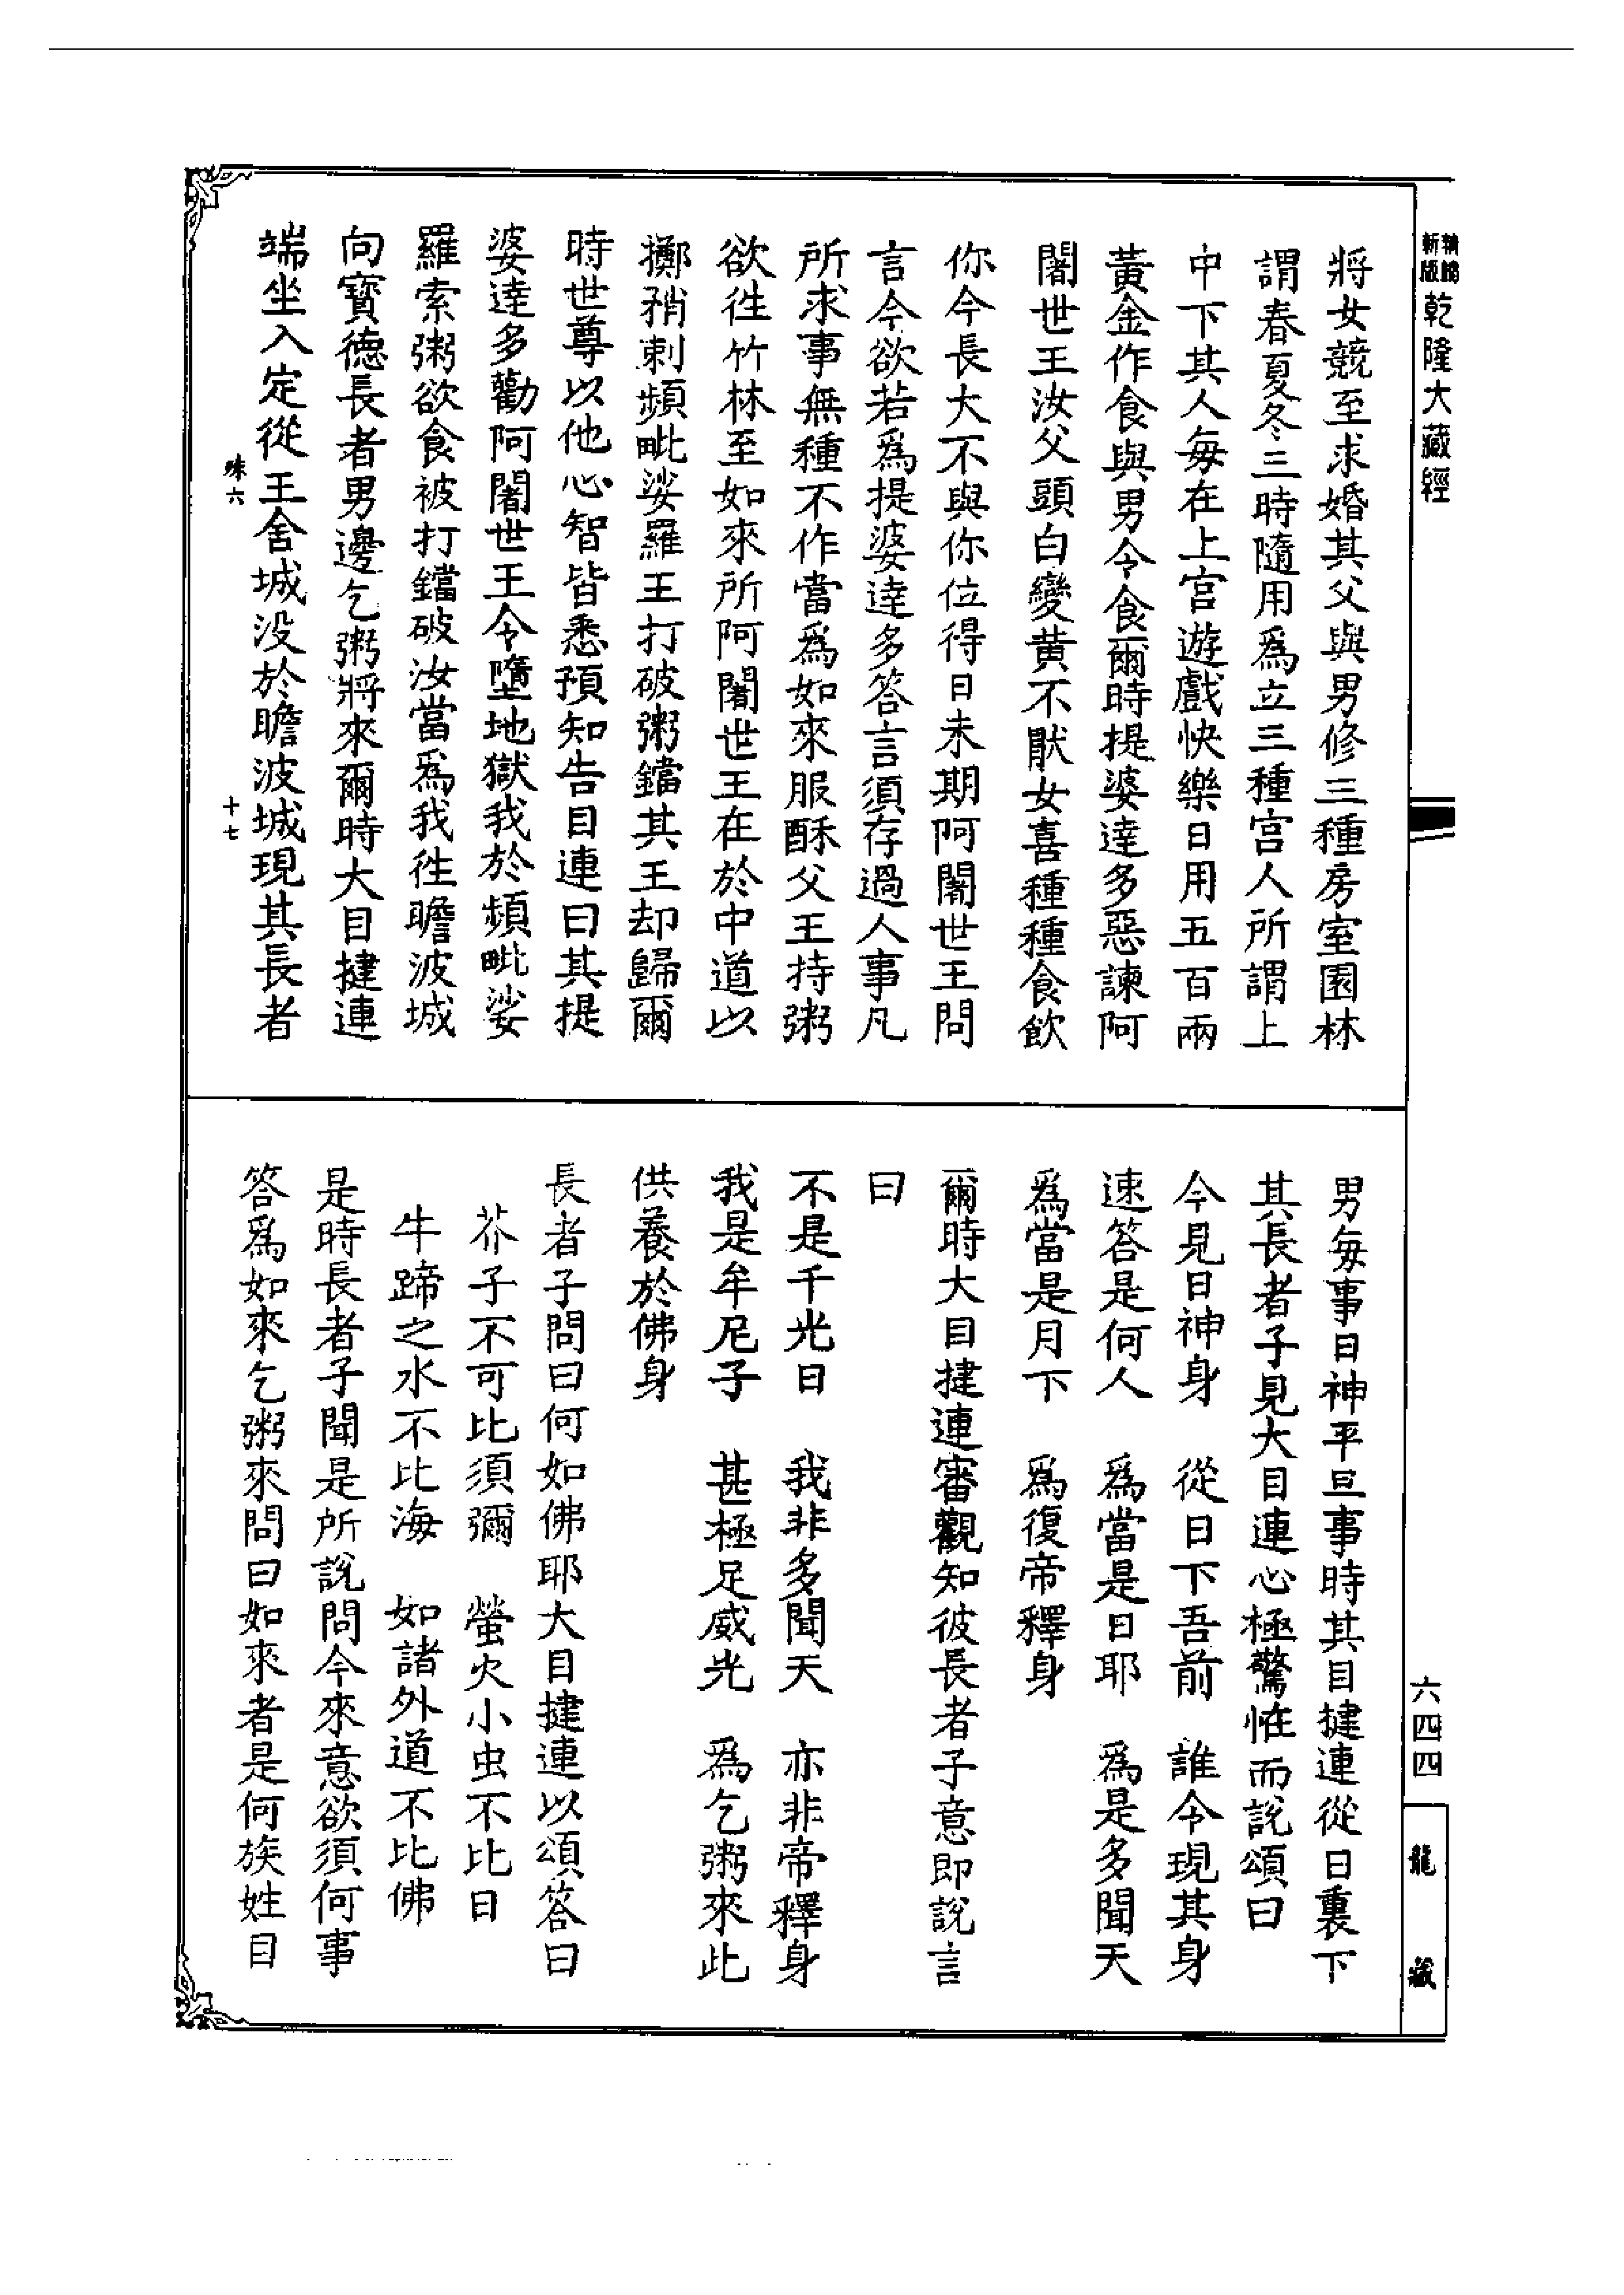 新編
新版
乾隆大藏經
將女競至求婚其父與男修三種房室園林
謂春夏冬三時隨用爲立三種宮人所謂上
中下其人每在上宮遊戲快樂日用五百兩
黃金作食與男令食爾時提婆達多惡諫阿
闍世王汝父頭白變黃不猒女喜種種食飲
你今長大不與你位得日未期阿闍世王問
言今欲若爲提婆達多答言須存過人事凡
所求事無種不作當爲如來服酥父王持粥
欲徃竹林至如來所阿闍世王在於中道以
擲矟刺頻毗娑羅王打破粥鐺其王却歸爾
時世尊以他心智皆悉預知告目連曰其提
婆達多勸阿闍世王令墮地獄我於頻毗娑
羅索粥欲食被打鐺破汝當爲我徃瞻波城
向寶德長者男邊乞粥將來爾時大目揵連
端坐入定從王舍城没於瞻波城現其長者
殊六
十七
男每事日神平旦事時其目揵連從日裏下
其長者子見大目連心極驚恠而說頌曰
今見日神身　從日下吾前　誰令現其身
速答是何人　爲當是日耶　爲是多聞天
爲當是月下　爲復帝釋身
爾時大目揵連審觀知彼長者子意即說言
曰
不是千光日　我非多聞天　亦非帝釋身
我是牟尼子　甚極足威光　爲乞粥來此
供養於佛身
長者子問曰何如佛耶大目揵連以頌答曰
芥子不可比須彌　螢火小虫不比日
牛蹄之水不比海　如諸外道不比佛
是時長者子聞是所說問今來意欲須何事
答爲如來乞粥來問曰如來者是何族姓目
六四四
龍藏